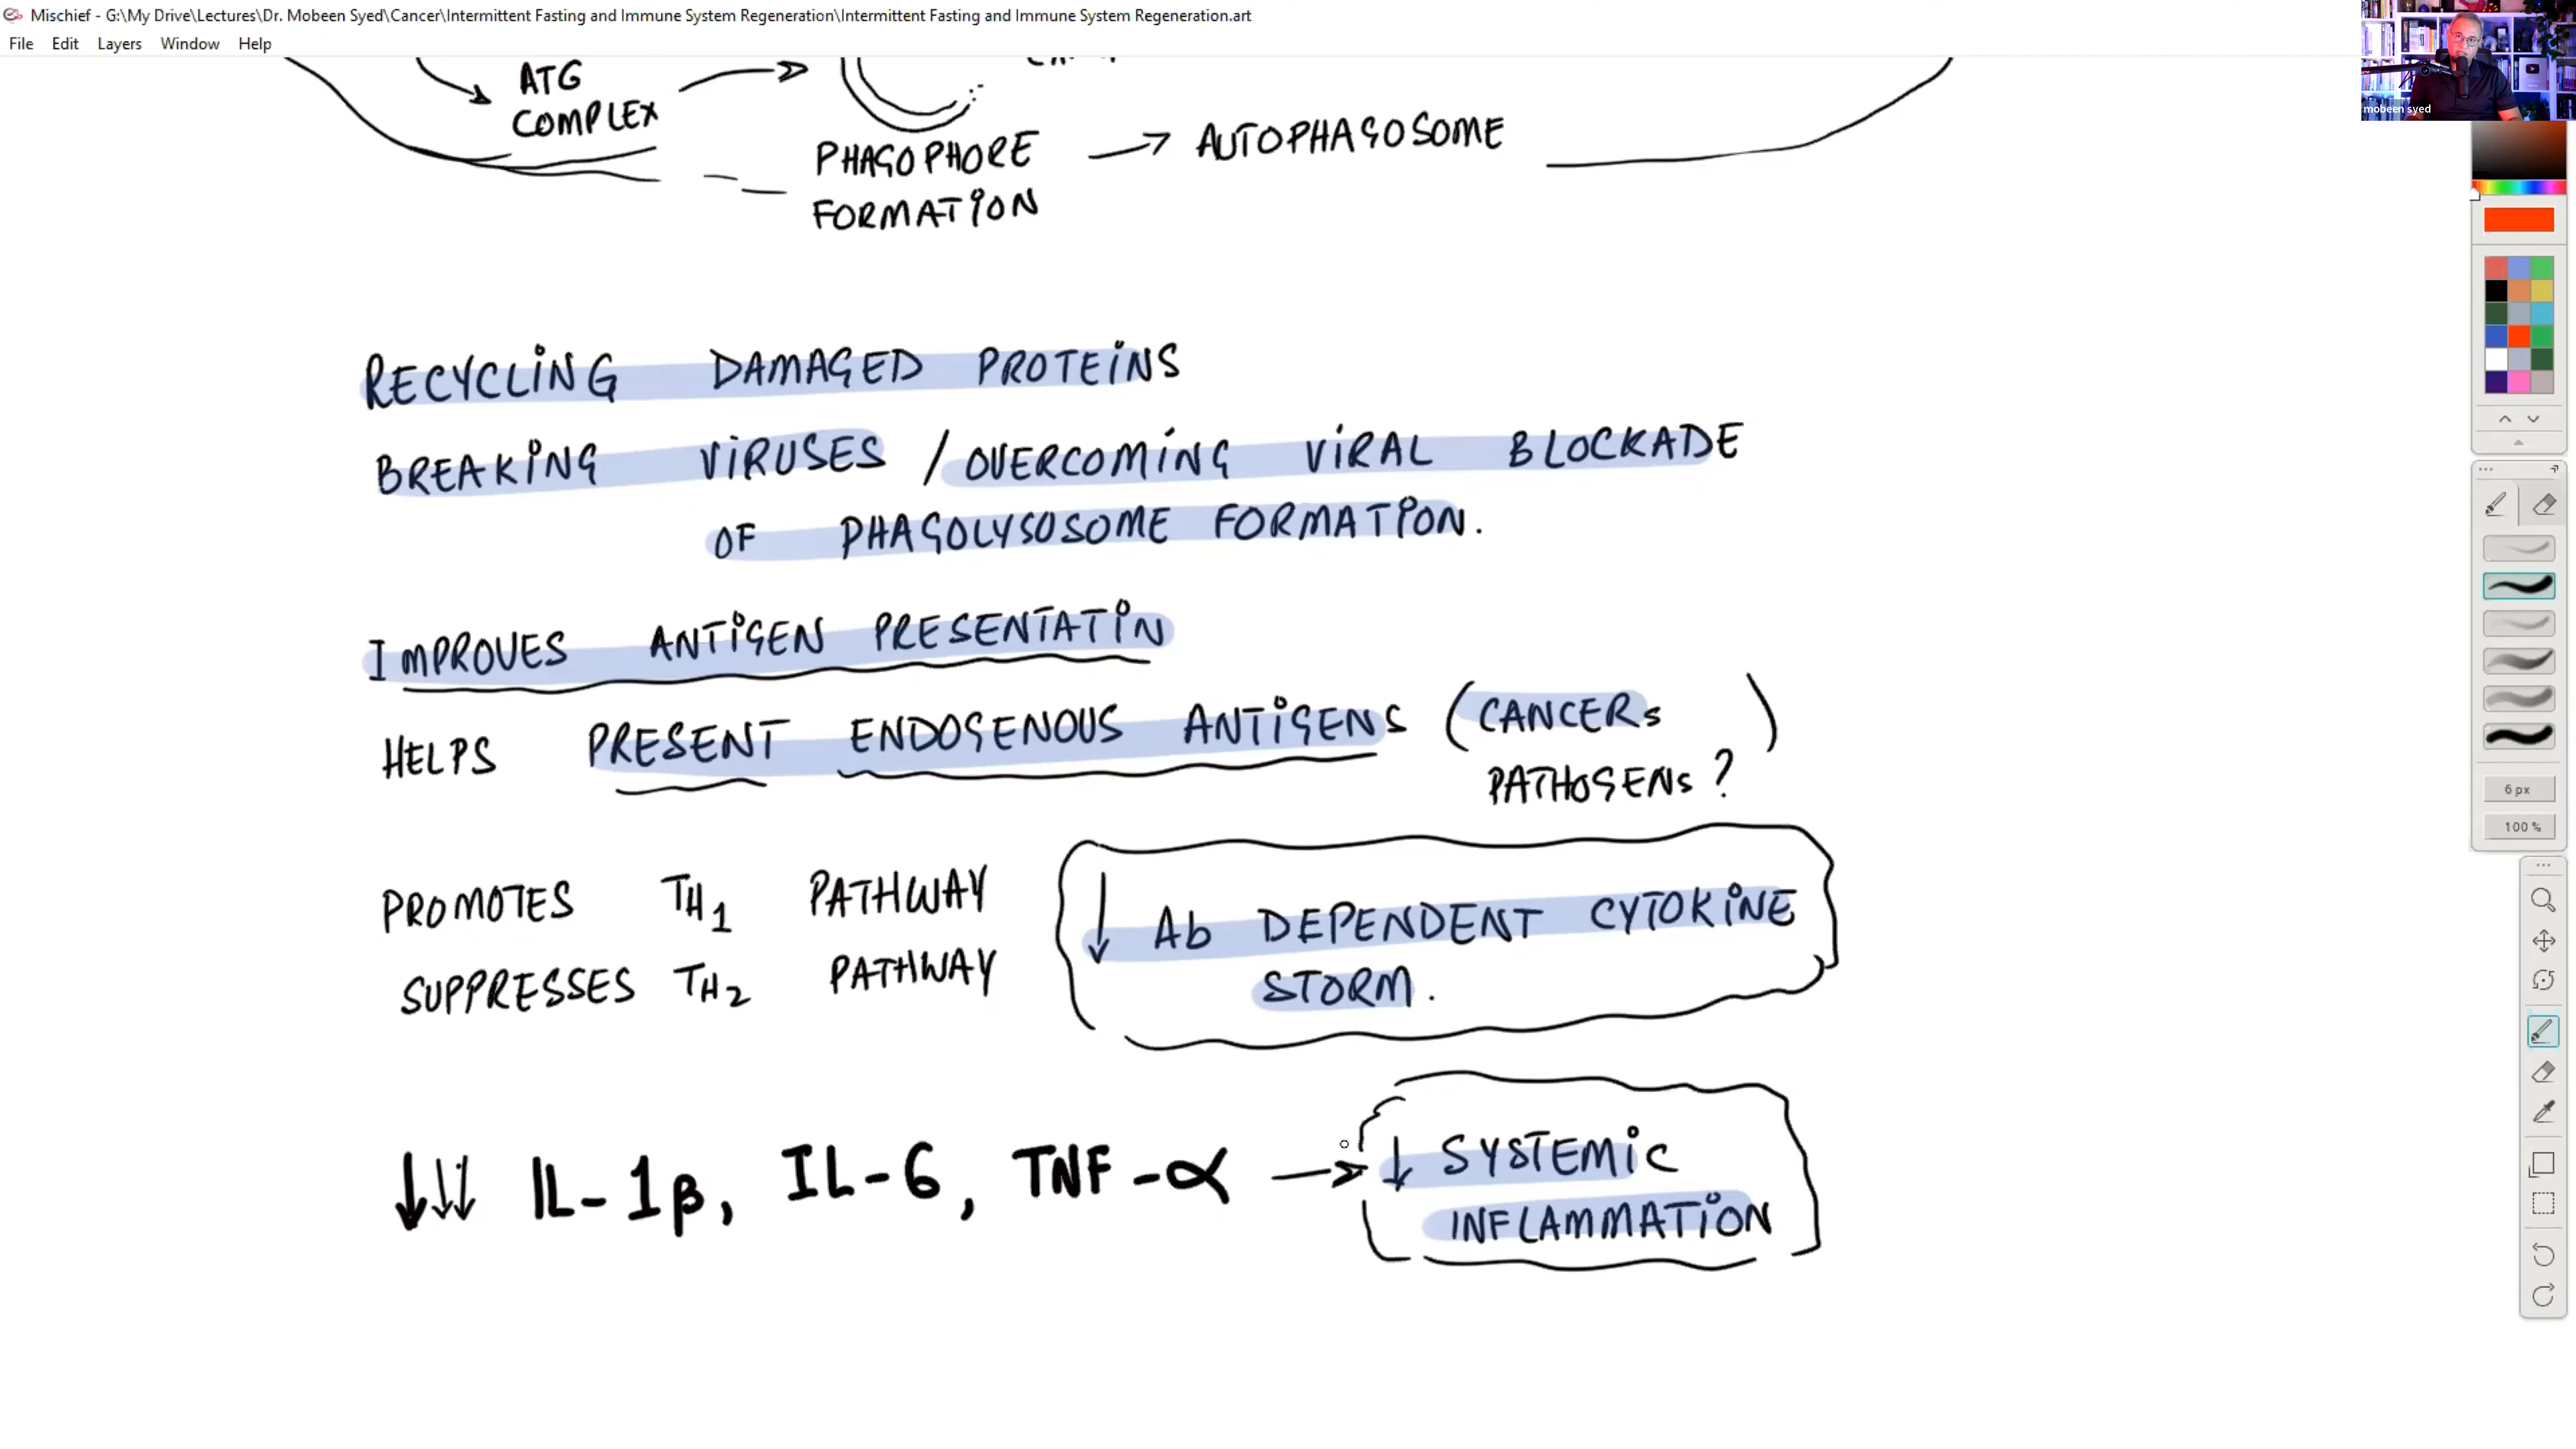 Mischief - G:\My Drive\Lectures\Dr. Mobeen Syed\Cancer\Intermittent Fasting and Immune System Regeneration\Intermittent Fasting and Immune System Regeneration.art
File Edit Layers Window Help
mobeen syed
ATG
COMPLEX
PHAGOPHORE
FORMATION
AUTOPHAGOSOME
RECYCLING DAMAGED PROTEINS
BREAKING VIRUSES / OVERCOMING VIRAL BLOCKADE
OF PHAGOLYSOSOME FORMATION.
IMPROVES ANTIGEN PRESENTATIN
HELPS PRESENT ENDOGENOUS ANTIGENS (CANCERs
PATHOGENs ?)
PROMOTES TH1 PATHWAY
SUPPRESSES TH2 PATHWAY
↓ Ab DEPENDENT CYTOKINE
STORM.
↓↓↓ IL-1β, IL-6, TNF-α → ↓ SYSTEMIC
INFLAMMATION
6 px
100 %